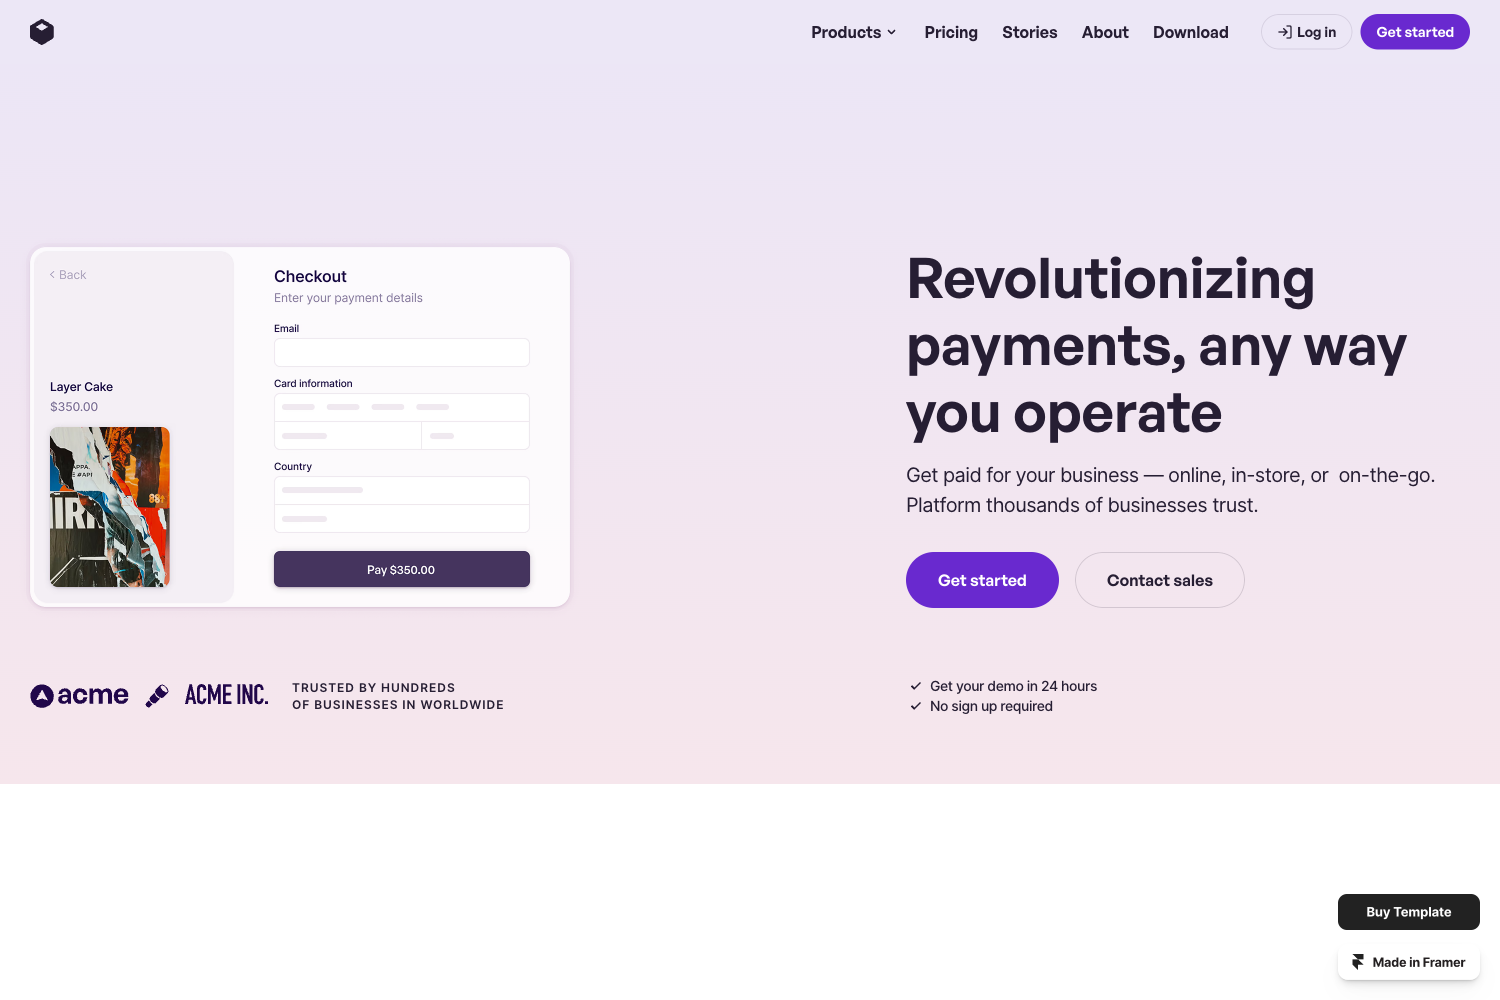 Products
Pricing
Stories
About
Download
Log in
Get started
< Back
Layer Cake
$350.00
Checkout
Enter your payment details
Email
Card information
Country
Pay $350.00
Revolutionizing
payments, any way
you operate
Get paid for your business — online, in-store, or on-the-go.
Platform thousands of businesses trust.
Get started
Contact sales
acme
ACME INC.
TRUSTED BY HUNDREDS
OF BUSINESSES IN WORLDWIDE
Get your demo in 24 hours
No sign up required
Buy Template
Made in Framer